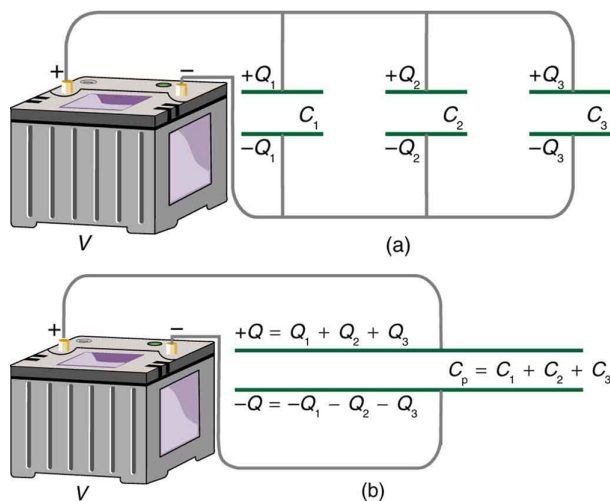 + −
+Q₁ +Q₂ +Q₃
C₁ C₂ C₃
−Q₁ −Q₂ −Q₃
V
(a)
+ −
+Q = Q₁ + Q₂ + Q₃
Cₚ = C₁ + C₂ + C₃
−Q = −Q₁ − Q₂ − Q₃
V
(b)